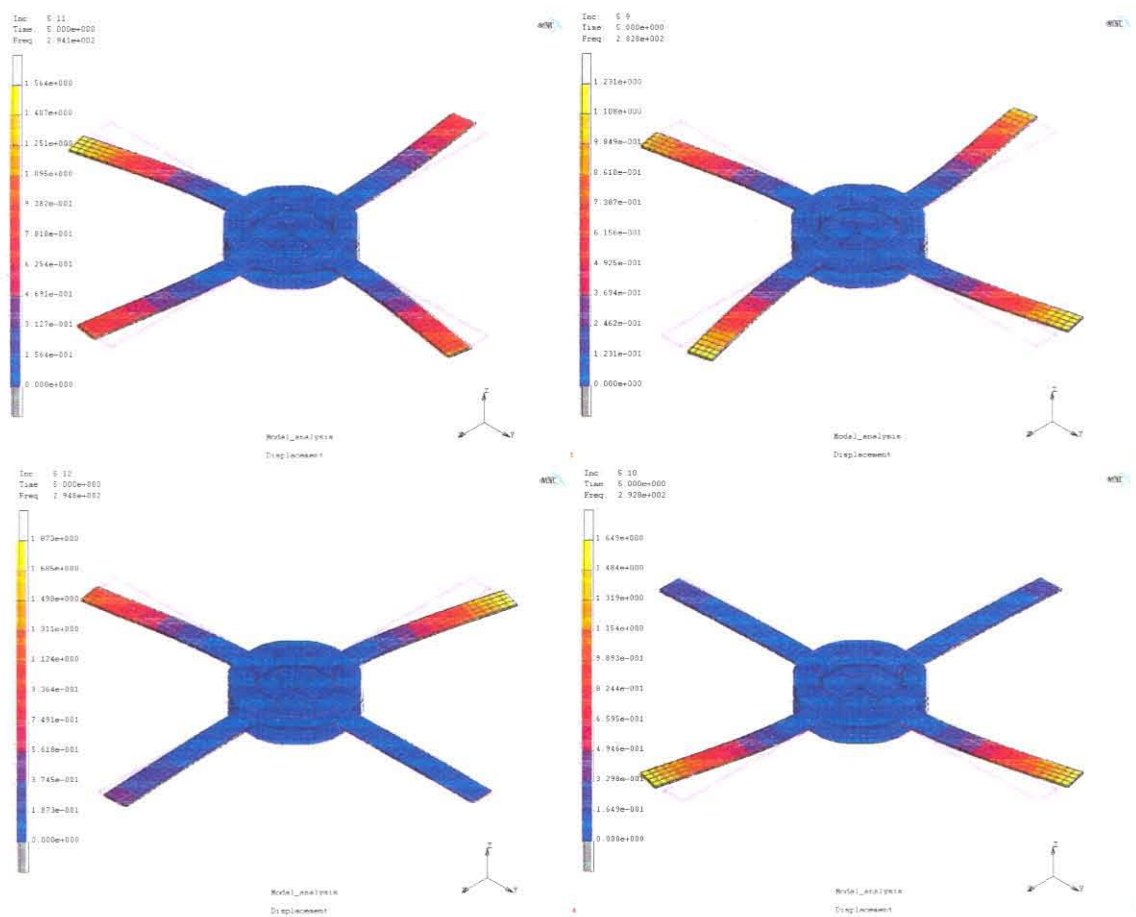 Inc 5 11
Time 5.000e+000
Freq 2.941e+002
1.564e+000
1.407e+000
1.251e+000
1.095e+000
9.382e-001
7.818e-001
6.254e-001
4.691e-001
3.127e-001
1.564e-001
0.000e+000
Z
Y
Modal_analysis
Displacement
1
Inc 5 9
Time 5.000e+000
Freq 2.828e+002
1.231e+000
1.108e+000
9.849e-001
8.618e-001
7.387e-001
6.156e-001
4.925e-001
3.694e-001
2.462e-001
1.231e-001
0.000e+000
Z
Y
Modal_analysis
Displacement
Inc 5 12
Time 5.000e+000
Freq 2.948e+002
1.873e+000
1.685e+000
1.498e+000
1.311e+000
1.124e+000
9.364e-001
7.491e-001
5.618e-001
3.745e-001
1.873e-001
0.000e+000
Z
Y
Modal_analysis
Displacement
4
Inc 5 10
Time 5.000e+000
Freq 2.928e+002
1.649e+000
1.484e+000
1.319e+000
1.154e+000
9.893e-001
8.244e-001
6.595e-001
4.946e-001
3.298e-001
1.649e-001
0.000e+000
Z
Y
Modal_analysis
Displacement